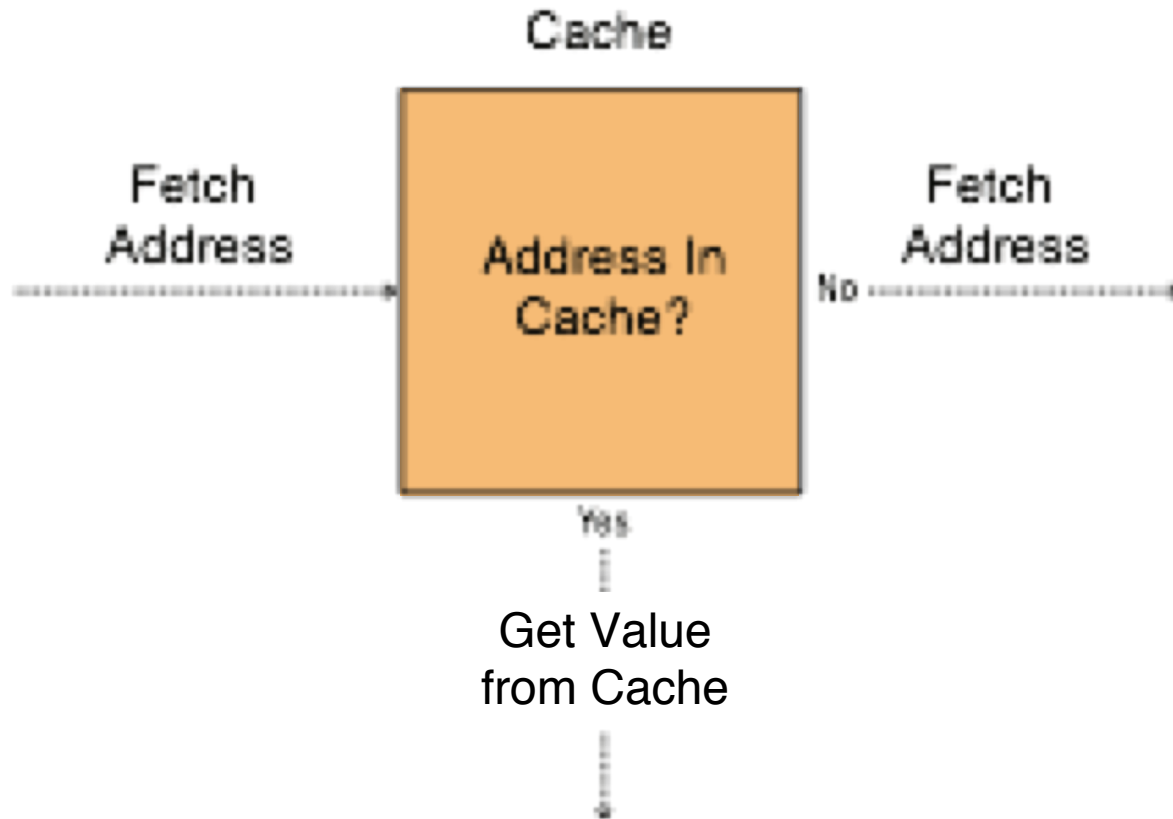 Cache
Fetch
Address
Address In
Cache?
No
Fetch
Address
Yes
Get Value
from Cache